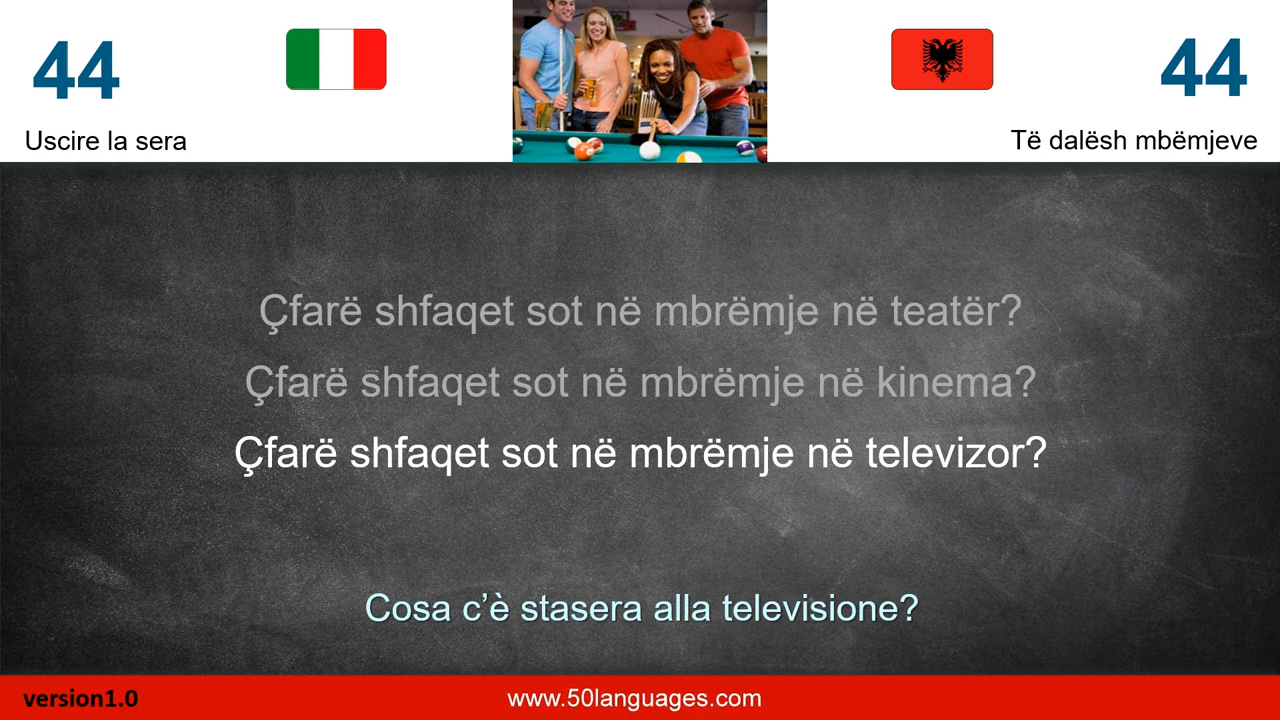 44
44
Uscire la sera
Të dalësh mbëmjeve
Çfarë shfaqet sot në mbrëmje në teatër?
Çfarë shfaqet sot në mbrëmje në kinema?
Çfarë shfaqet sot në mbrëmje në televizor?
Cosa c’è stasera alla televisione?
version1.0
www.50languages.com